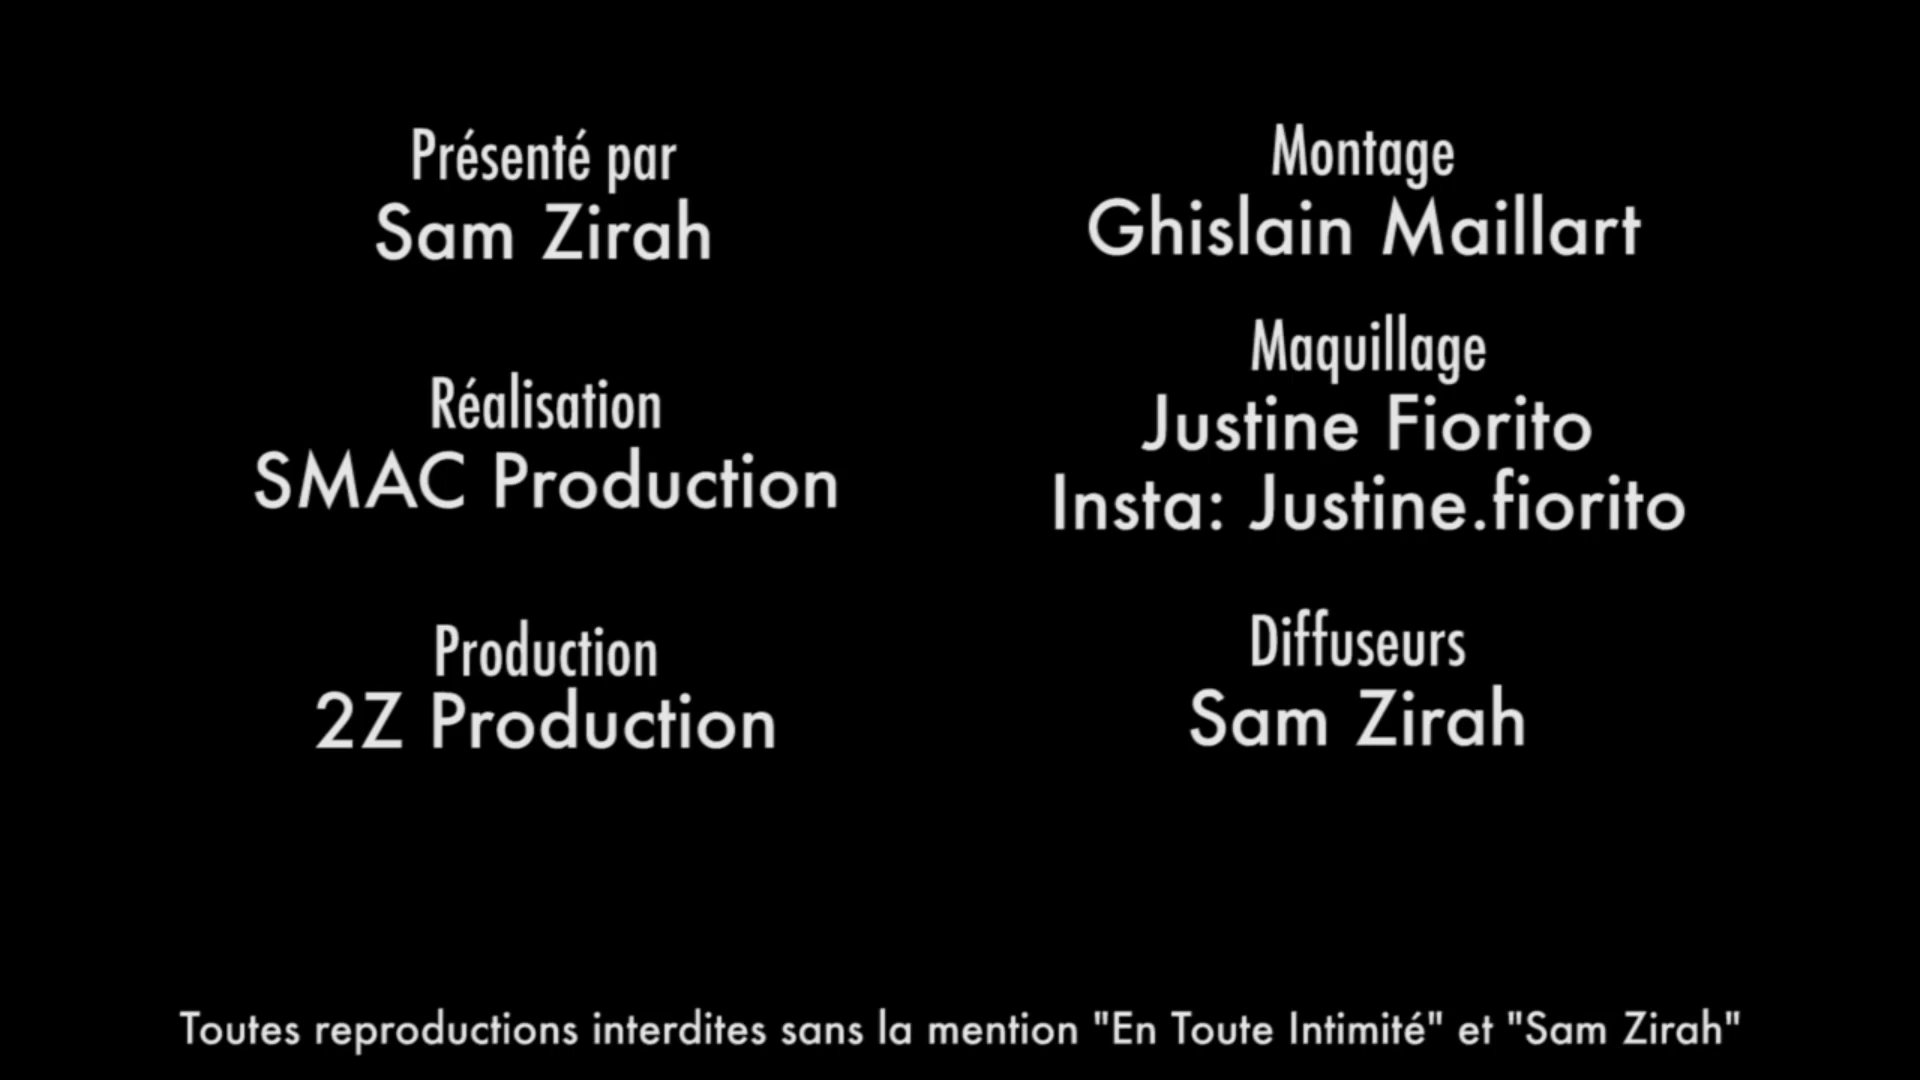 Présenté par
Sam Zirah
Réalisation
SMAC Production
Production
2Z Production
Montage
Ghislain Maillart
Maquillage
Justine Fiorito
Insta: Justine.fiorito
Diffuseurs
Sam Zirah
Toutes reproductions interdites sans la mention "En Toute Intimité" et "Sam Zirah"